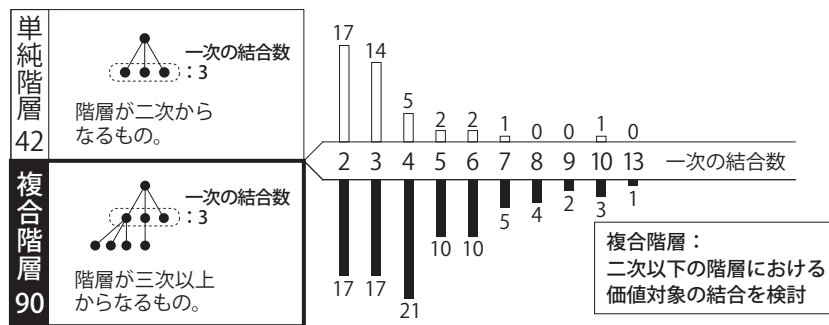 単純階層
42
一次の結合数
:3
階層が二次から
なるもの。
複合階層
90
一次の結合数
:3
階層が三次以上
からなるもの。
17 14 5 2 2 1 0 0 1 0
2 3 4 5 6 7 8 9 10 13 一次の結合数
17 17 21 10 10 5 4 2 3 1
複合階層：
二次以下の階層における
価値対象の結合を検討